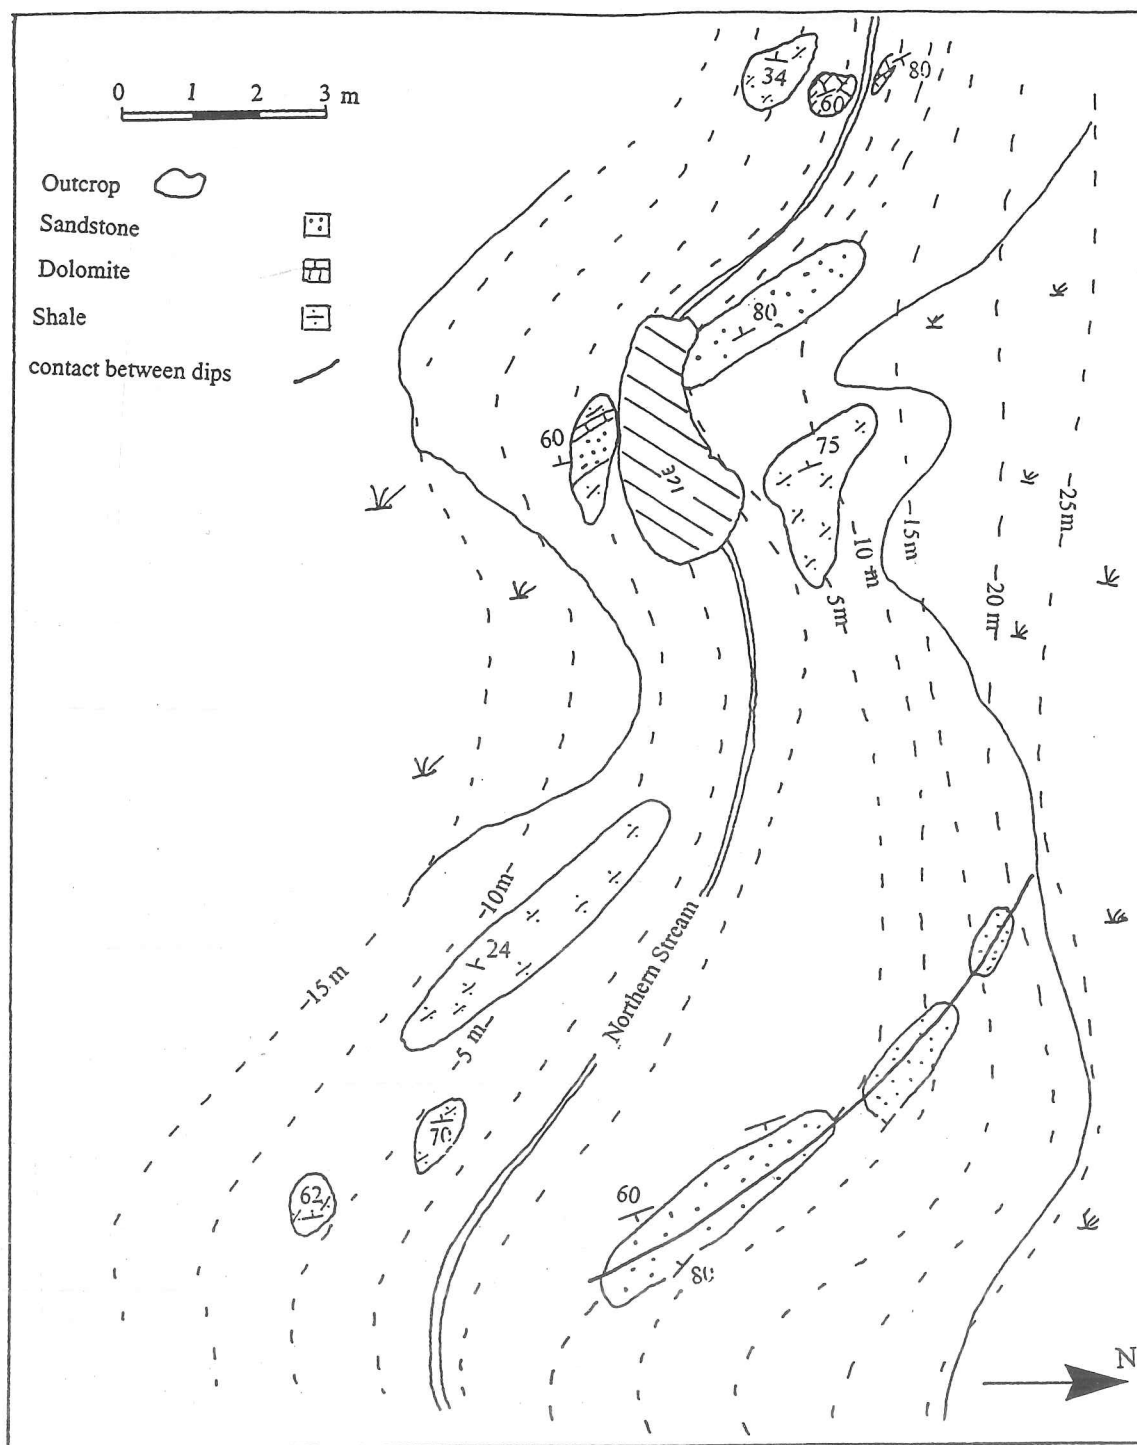 0 1 2 3 m
Outcrop
Sandstone
Dolomite
Shale
contact between dips
34
60
80
80
60
ICE
75
-5m-
-10 m
-15m
-20 m-
-25m-
-10m-
24
-15 m
-5 m-
Northern Stream
70
62
60
80
N